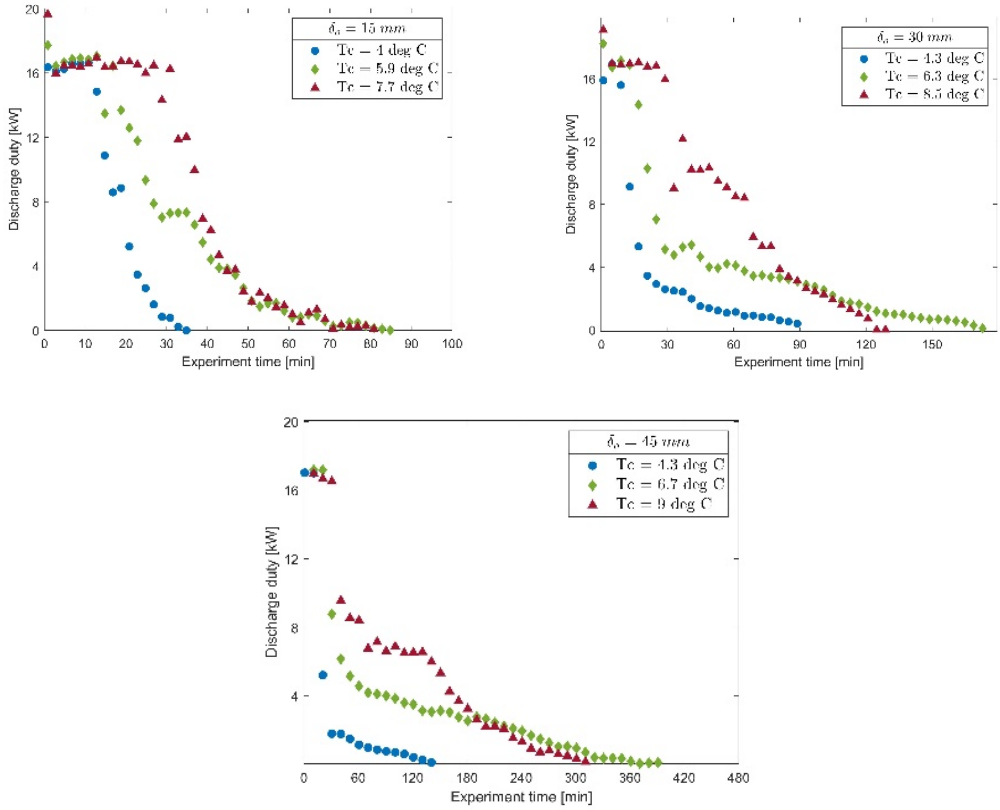 20
16
12
8
4
0
Discharge duty [kW]
0 10 20 30 40 50 60 70 80 90 100
Experiment time [min]
δₒ = 15 mm
Tc = 4 deg C
Tc = 5.9 deg C
Tc = 7.7 deg C
20
16
12
8
4
0
Discharge duty [kW]
0 30 60 90 120 150
Experiment time [min]
δₒ = 30 mm
Tc = 4.3 deg C
Tc = 6.3 deg C
Tc = 8.5 deg C
20
16
12
8
4
Discharge duty [kW]
0 60 120 180 240 300 360 420 480
Experiment time [min]
δₒ = 45 mm
Tc = 4.3 deg C
Tc = 6.7 deg C
Tc = 9 deg C